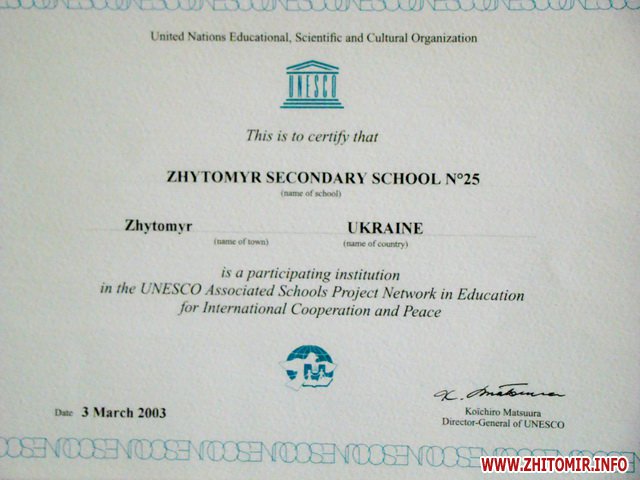 United Nations Educational, Scientific and Cultural Organization
UNESCO
This is to certify that
ZHYTOMYR SECONDARY SCHOOL N°25
(name of school)
Zhytomyr UKRAINE
(name of town) (name of country)
is a participating institution
in the UNESCO Associated Schools Project Network in Education
for International Cooperation and Peace
K. Matsuura
Date 3 March 2003
Koïchiro Matsuura
Director-General of UNESCO
WWW.ZHITOMIR.INFO